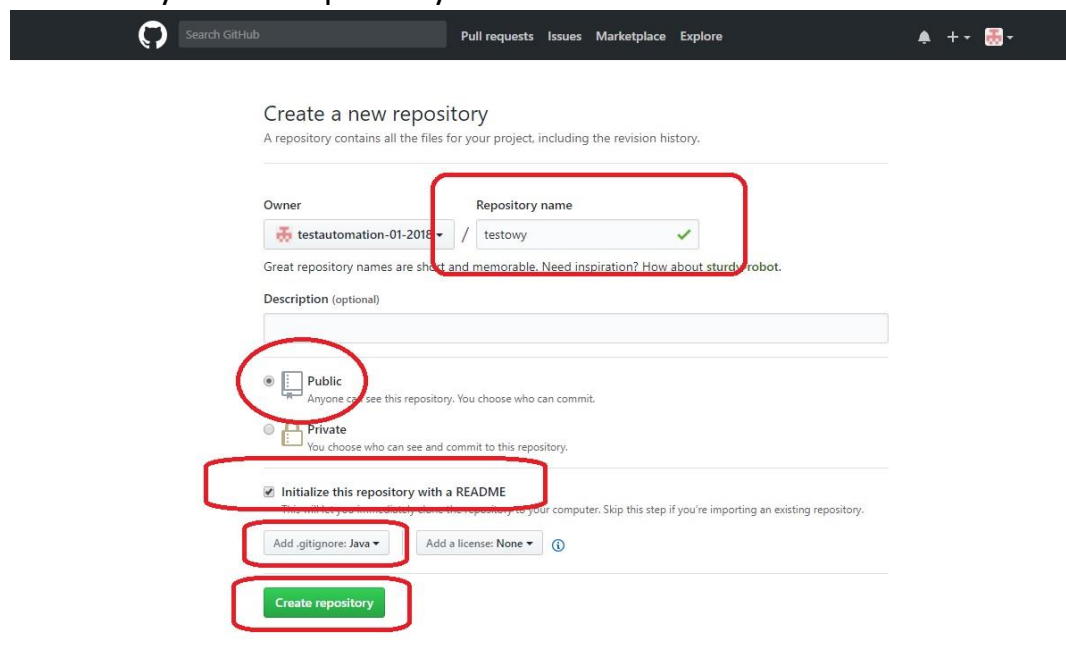 Search GitHub Pull requests Issues Marketplace Explore
Create a new repository
A repository contains all the files for your project, including the revision history.
Owner Repository name
testautomation-01-2018 / testowy
Great repository names are short and memorable. Need inspiration? How about sturdy-robot.
Description (optional)
Public
Anyone can see this repository. You choose who can commit.
Private
You choose who can see and commit to this repository.
Initialize this repository with a README
This will let you immediately clone the repository to your computer. Skip this step if you're importing an existing repository.
Add .gitignore: Java Add a license: None
Create repository